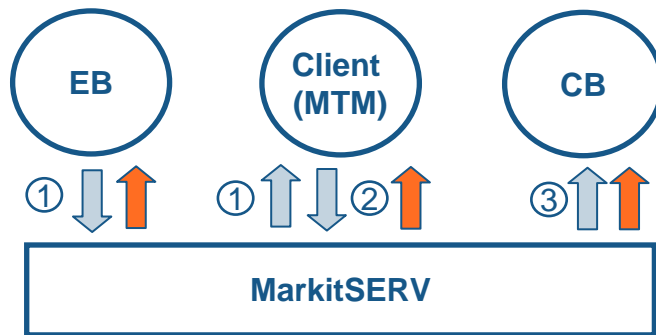 EB
Client
(MTM)
CB
① ① ② ③
MarkitSERV